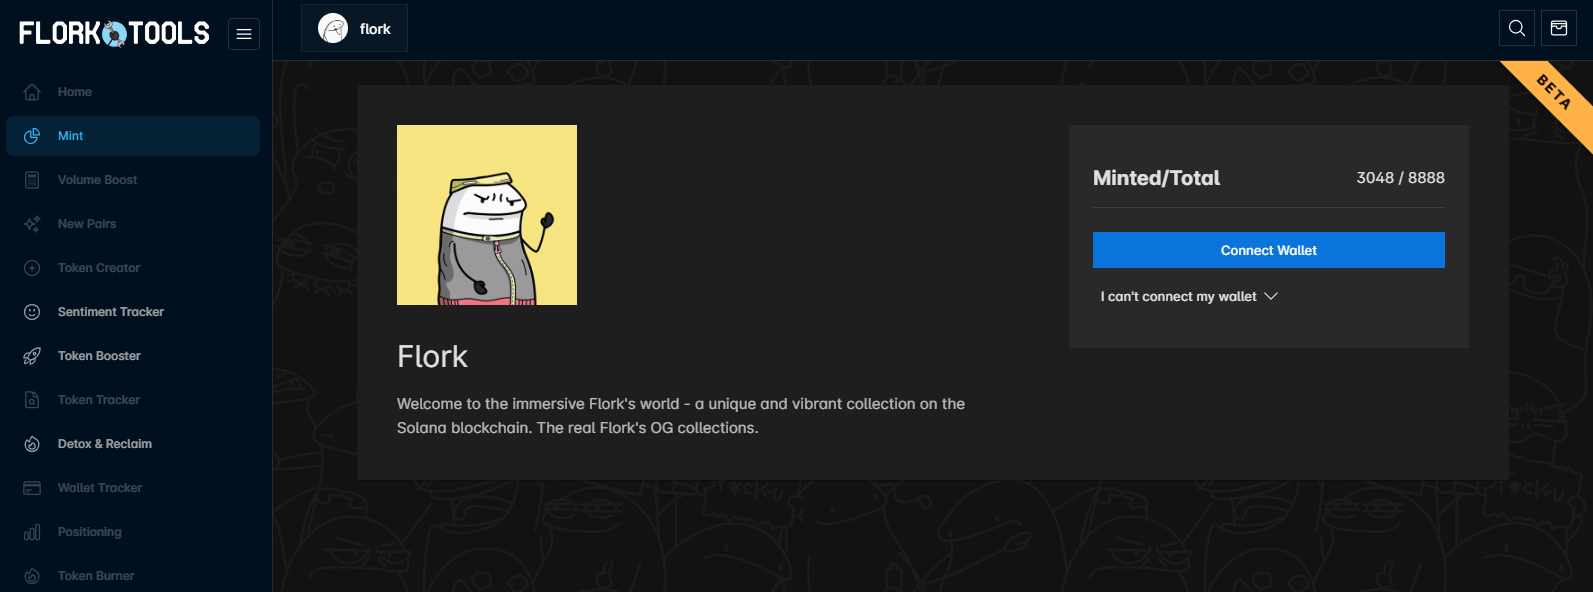 FLORK TOOLS
flork
BETA
Home
Mint
Volume Boost
New Pairs
Token Creator
Sentiment Tracker
Token Booster
Token Tracker
Detox & Reclaim
Wallet Tracker
Positioning
Token Burner
Minted/Total
3048 / 8888
Connect Wallet
I can't connect my wallet
Flork
Welcome to the immersive Flork's world - a unique and vibrant collection on the
Solana blockchain. The real Flork's OG collections.